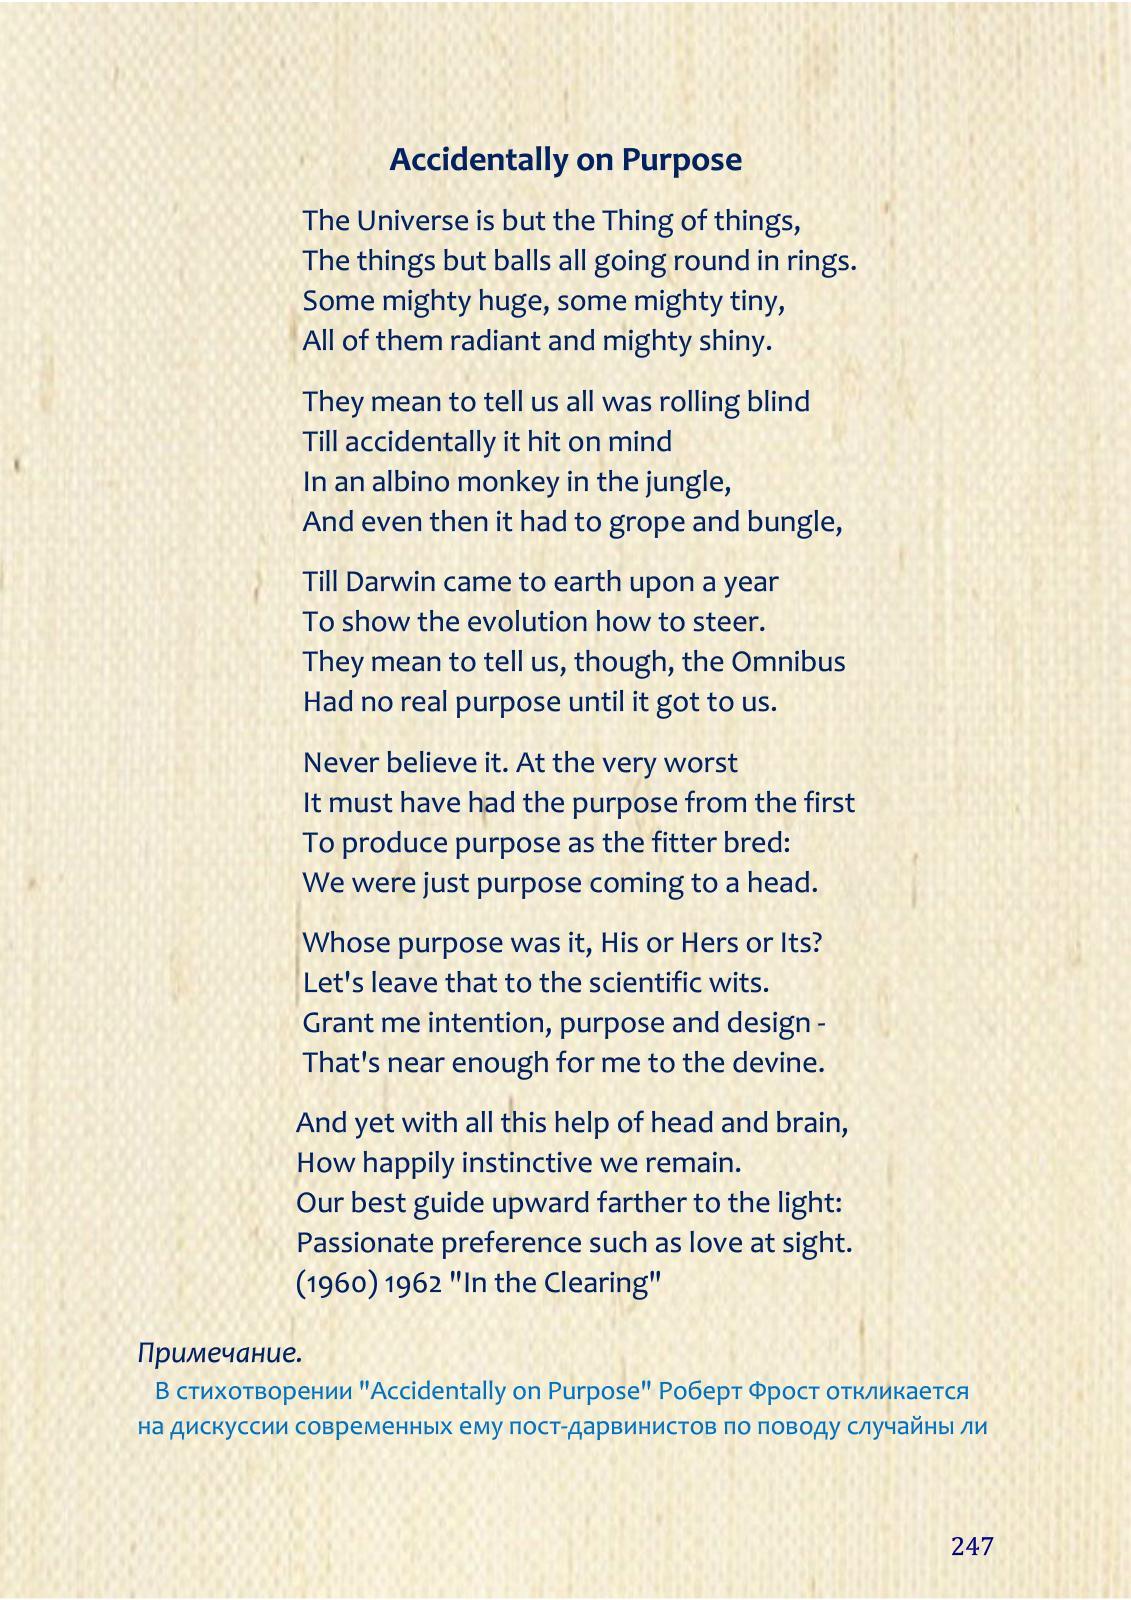 Accidentally on Purpose
The Universe is but the Thing of things,
The things but balls all going round in rings.
Some mighty huge, some mighty tiny,
All of them radiant and mighty shiny.
They mean to tell us all was rolling blind
Till accidentally it hit on mind
In an albino monkey in the jungle,
And even then it had to grope and bungle,
Till Darwin came to earth upon a year
To show the evolution how to steer.
They mean to tell us, though, the Omnibus
Had no real purpose until it got to us.
Never believe it. At the very worst
It must have had the purpose from the first
To produce purpose as the fitter bred:
We were just purpose coming to a head.
Whose purpose was it, His or Hers or Its?
Let's leave that to the scientific wits.
Grant me intention, purpose and design -
That's near enough for me to the devine.
And yet with all this help of head and brain,
How happily instinctive we remain.
Our best guide upward farther to the light:
Passionate preference such as love at sight.
(1960) 1962 "In the Clearing"
Примечание.
В стихотворении "Accidentally on Purpose" Роберт Фрост откликается
на дискуссии современных ему пост-дарвинистов по поводу случайны ли
247